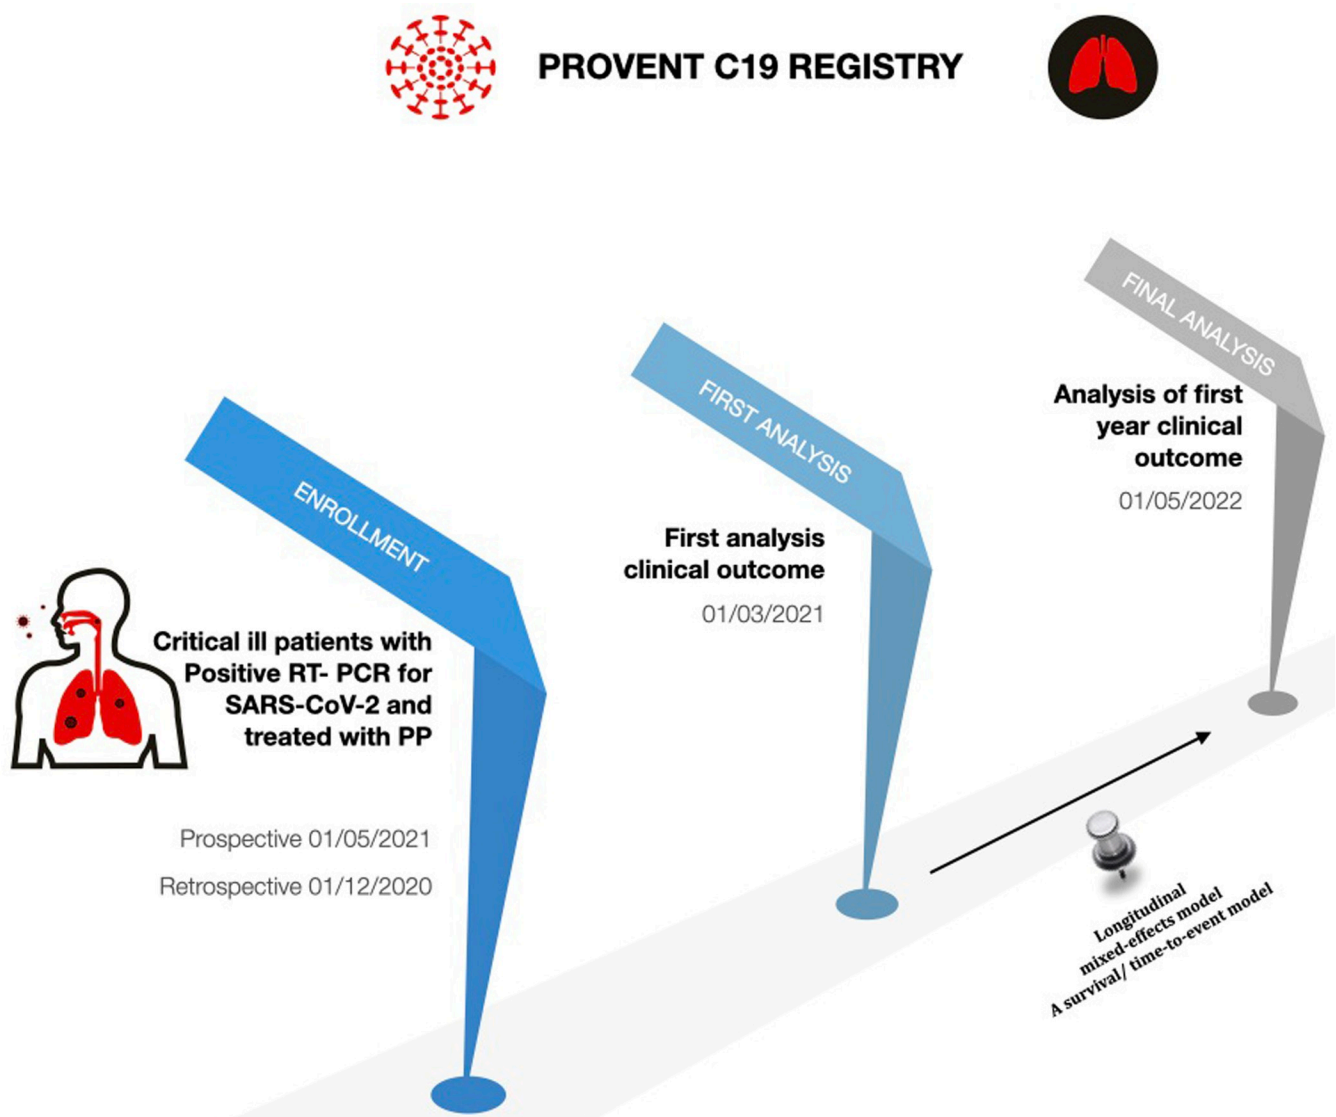 PROVENT C19 REGISTRY
ENROLLMENT
Critical ill patients with
Positive RT- PCR for
SARS-CoV-2 and
treated with PP
Prospective 01/05/2021
Retrospective 01/12/2020
FIRST ANALYSIS
First analysis
clinical outcome
01/03/2021
FINAL ANALYSIS
Analysis of first
year clinical
outcome
01/05/2022
Longitudinal
mixed-effects model
A survival/ time-to-event model